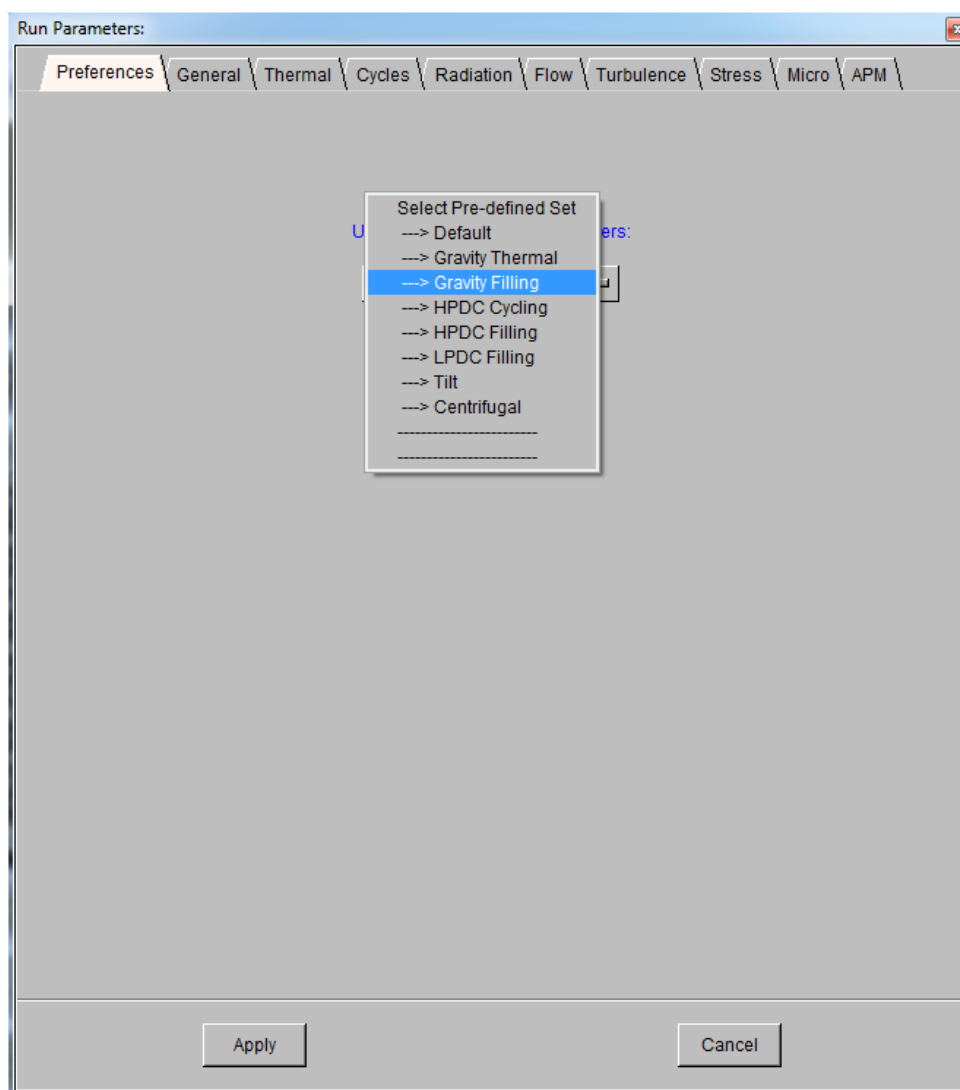 Run Parameters:
Preferences General Thermal Cycles Radiation Flow Turbulence Stress Micro APM
Select Pre-defined Set
---> Default
---> Gravity Thermal
---> Gravity Filling
---> HPDC Cycling
---> HPDC Filling
---> LPDC Filling
---> Tilt
---> Centrifugal
------------------------
------------------------
Apply Cancel